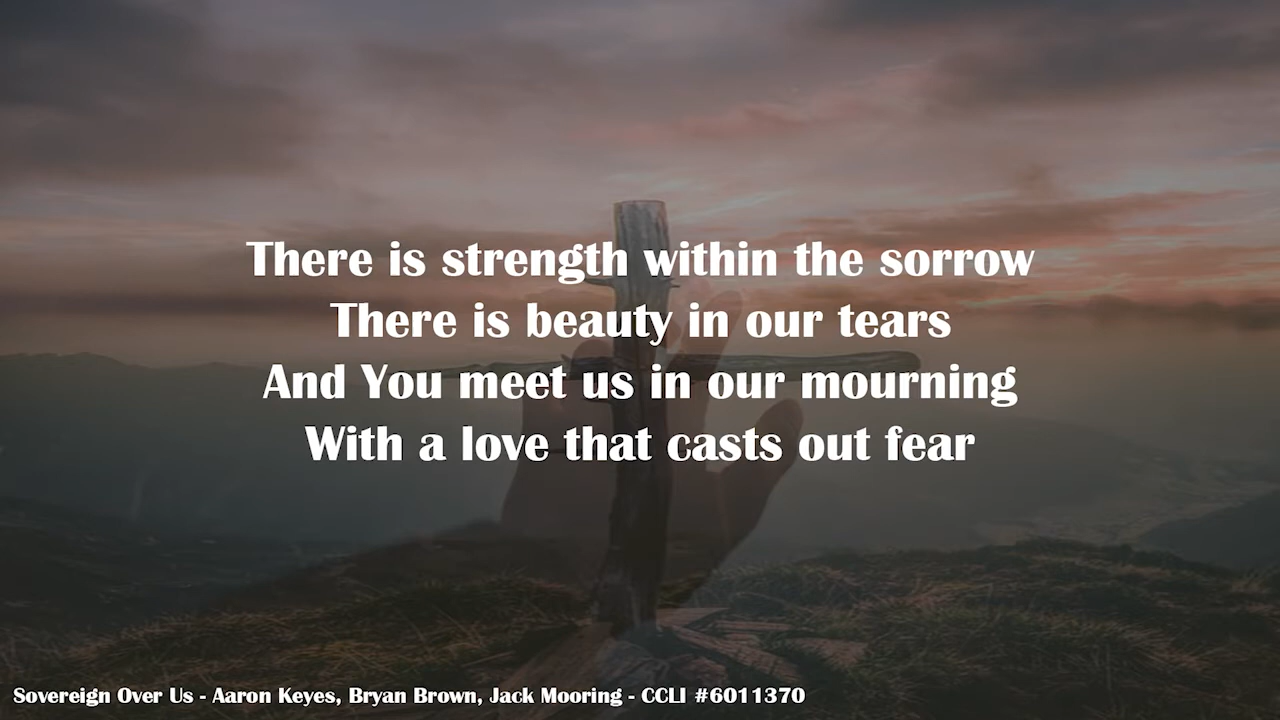 There is strength within the sorrow
There is beauty in our tears
And You meet us in our mourning
With a love that casts out fear
Sovereign Over Us - Aaron Keyes, Bryan Brown, Jack Mooring - CCLI #6011370